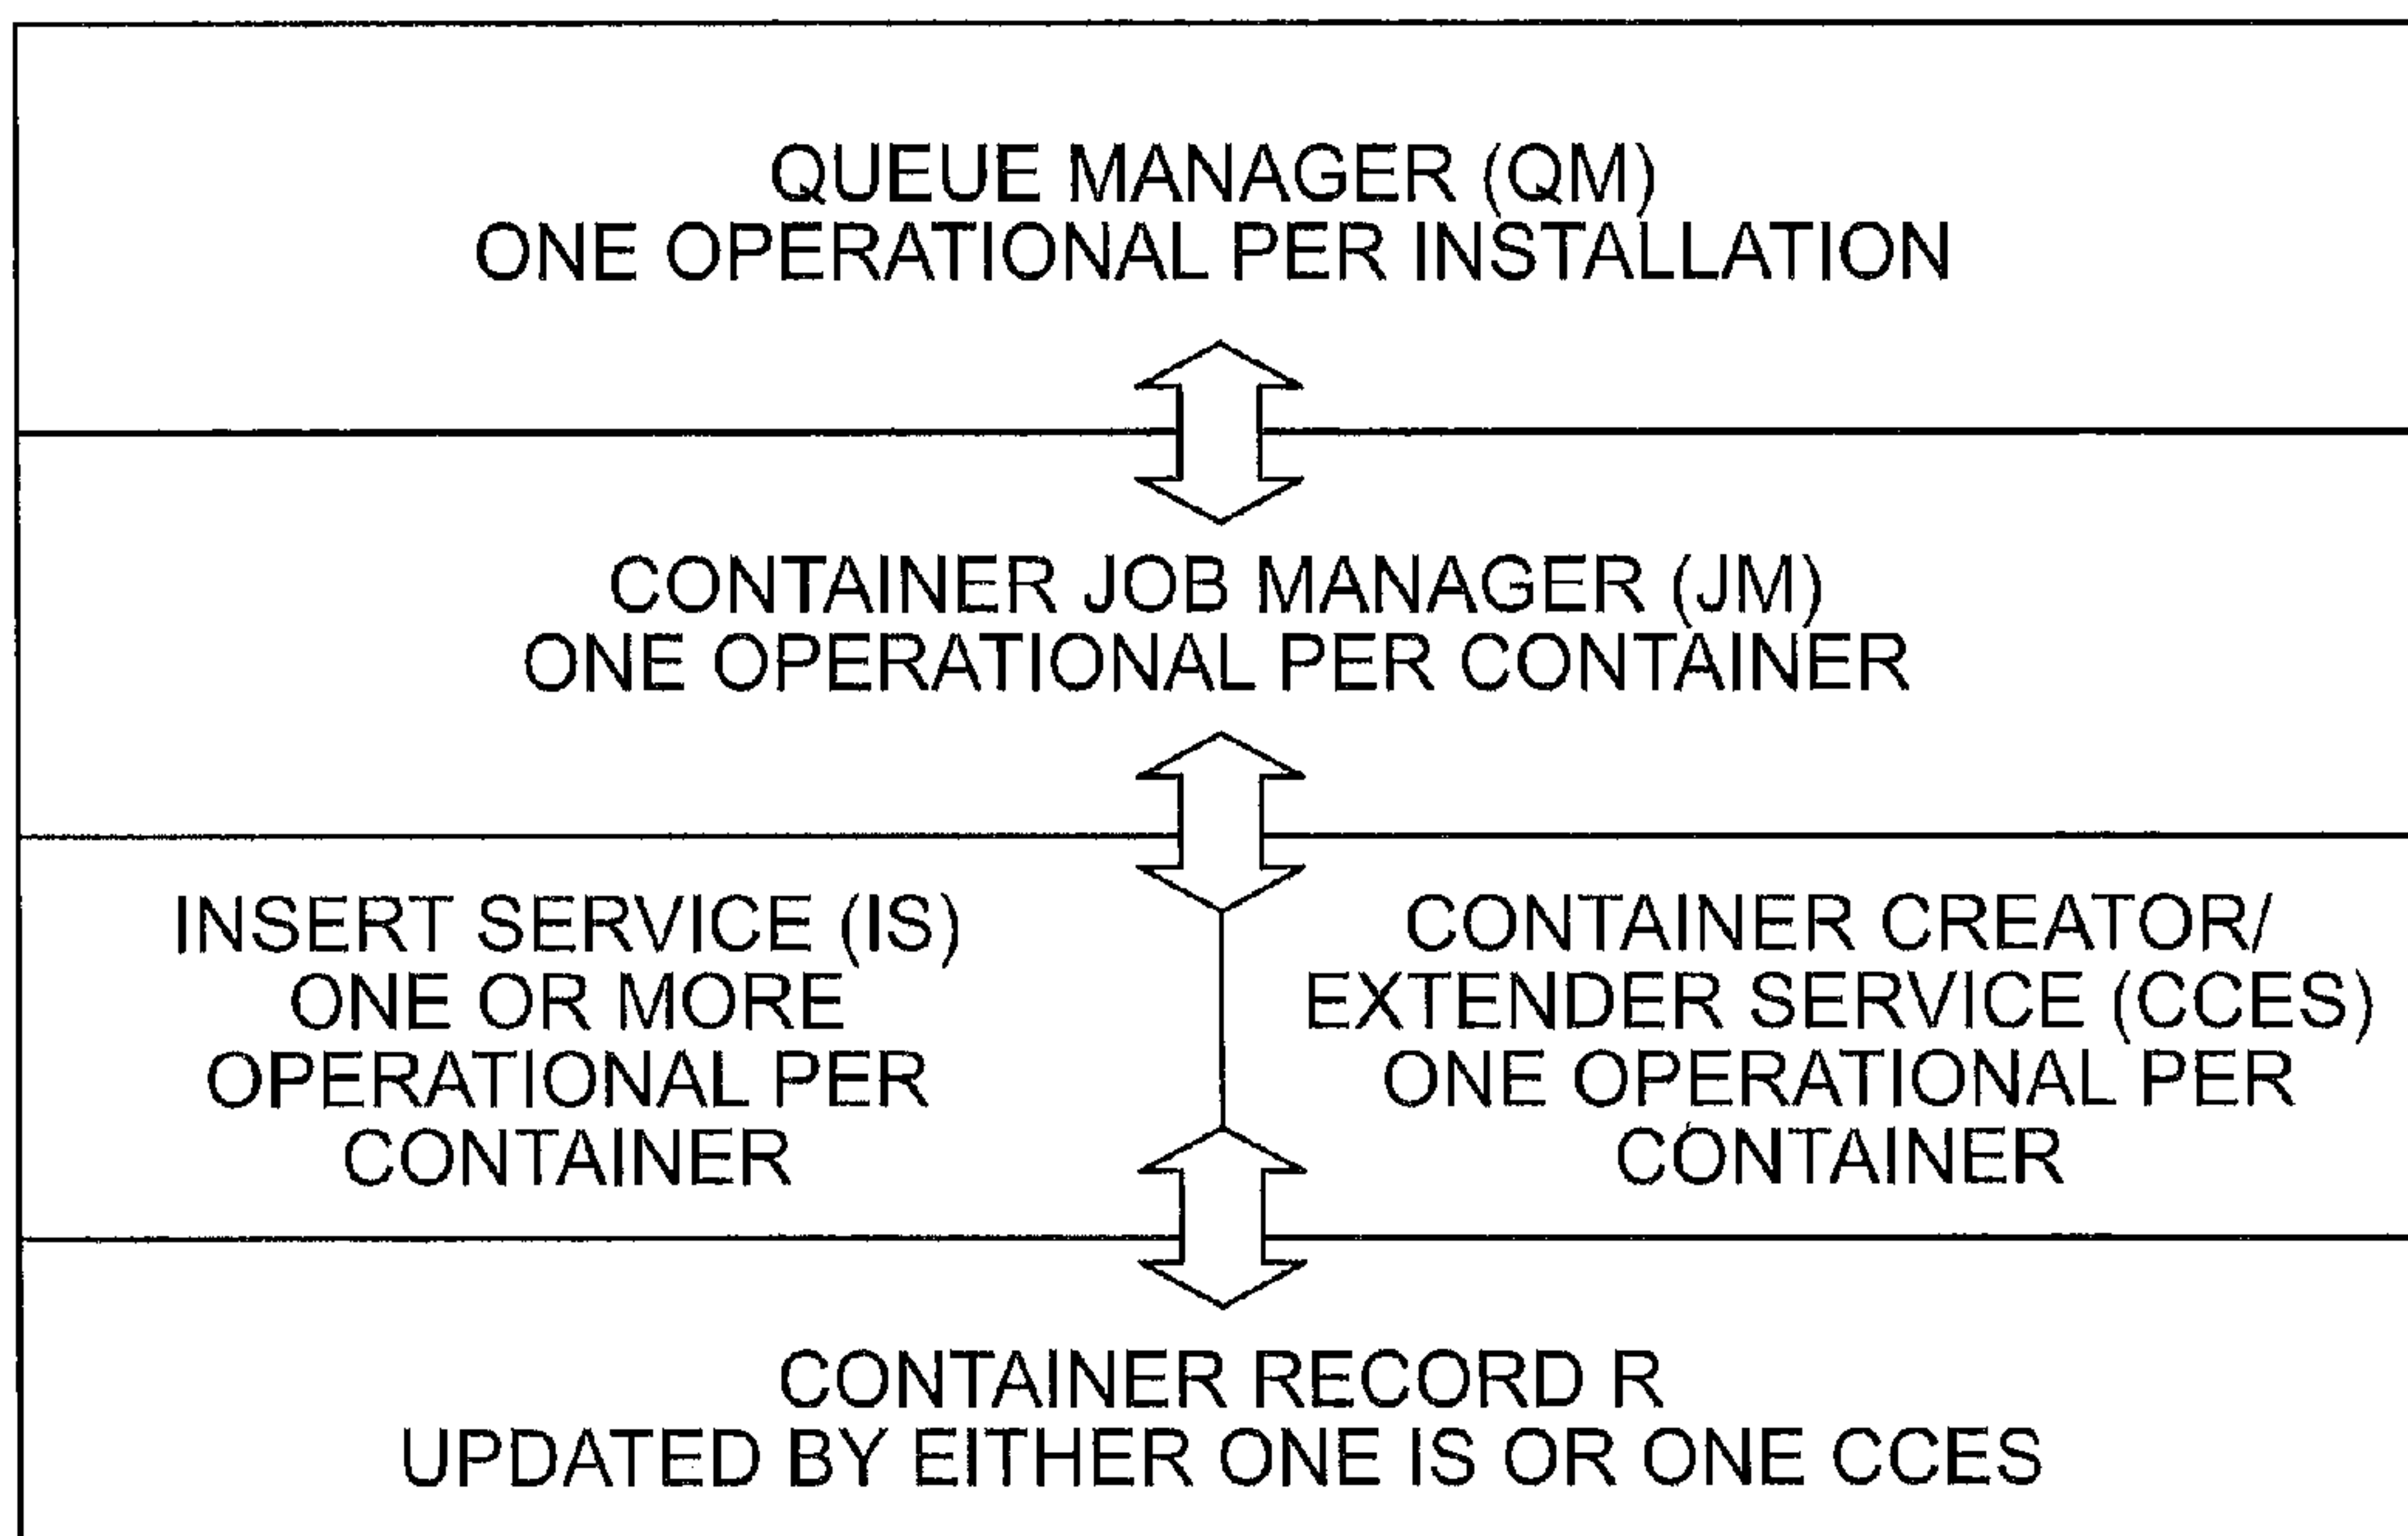 QUEUE MANAGER (QM)
ONE OPERATIONAL PER INSTALLATION
CONTAINER JOB MANAGER (JM)
ONE OPERATIONAL PER CONTAINER
INSERT SERVICE (IS)
ONE OR MORE
OPERATIONAL PER
CONTAINER
CONTAINER CREATOR/
EXTENDER SERVICE (CCES)
ONE OPERATIONAL PER
CONTAINER
CONTAINER RECORD R
UPDATED BY EITHER ONE IS OR ONE CCES